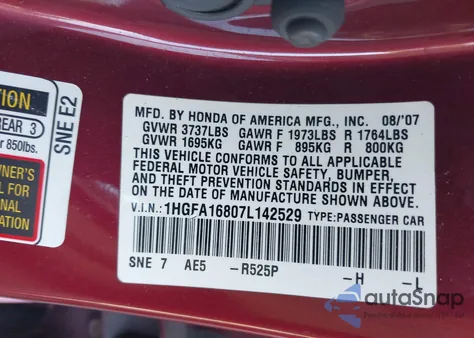 TION
REAR 3
r 850lbs.
WNER'S
L FOR
NAL
ATION
SNE E2
MFD. BY HONDA OF AMERICA MFG., INC. 08/'07
GVWR 3737LBS GAWR F 1973LBS R 1764LBS
GVWR 1695KG GAWR F 895KG R 800KG
THIS VEHICLE CONFORMS TO ALL APPLICABLE
FEDERAL MOTOR VEHICLE SAFETY, BUMPER,
AND THEFT PREVENTION STANDARDS IN EFFECT
ON THE DATE OF MANUFACTURE SHOWN ABOVE.
V.I.N.: 1HGFA16807L142529 TYPE:PASSENGER CAR
SNE 7 AE5 -R525P -H -L
autoSnap